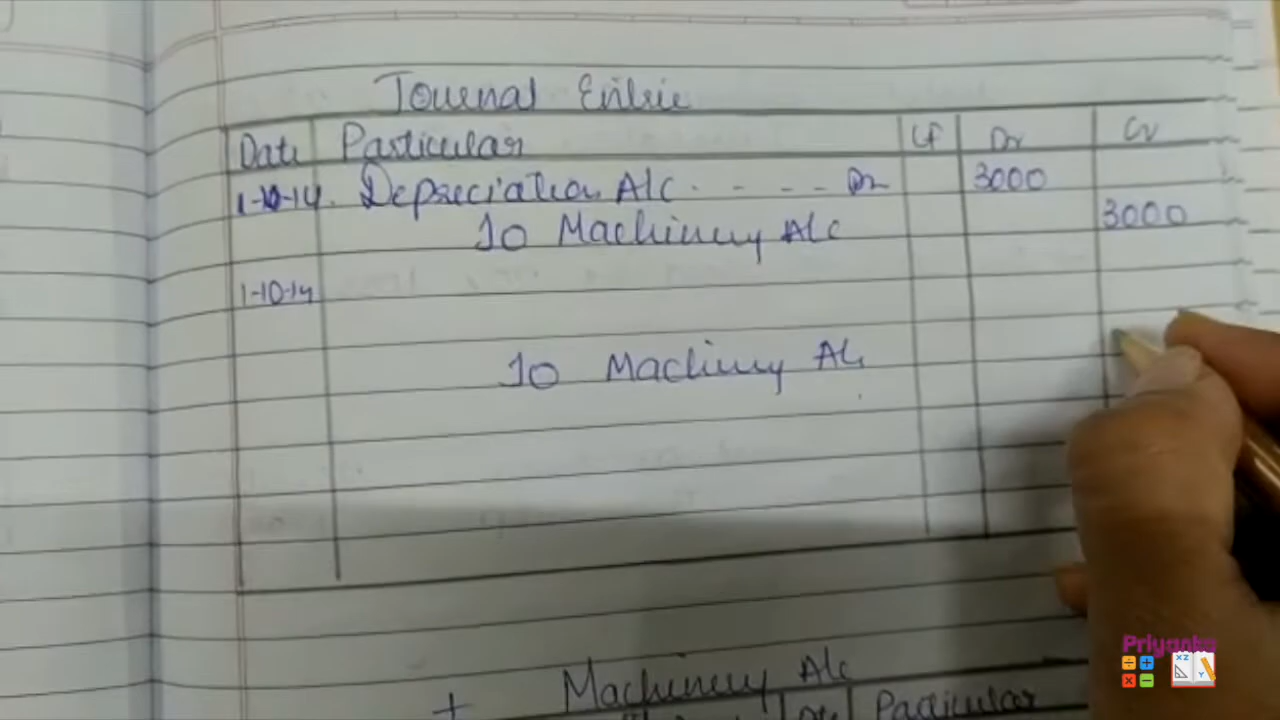 Journal Entrie
Date Particular LF Dr Cr
1-10-14. Depreciation A/c - - - - Dr 3000
To Machinery A/c 3000
1-10-14
To Machinery A/c
Machinery A/c
Particular
Priyanka